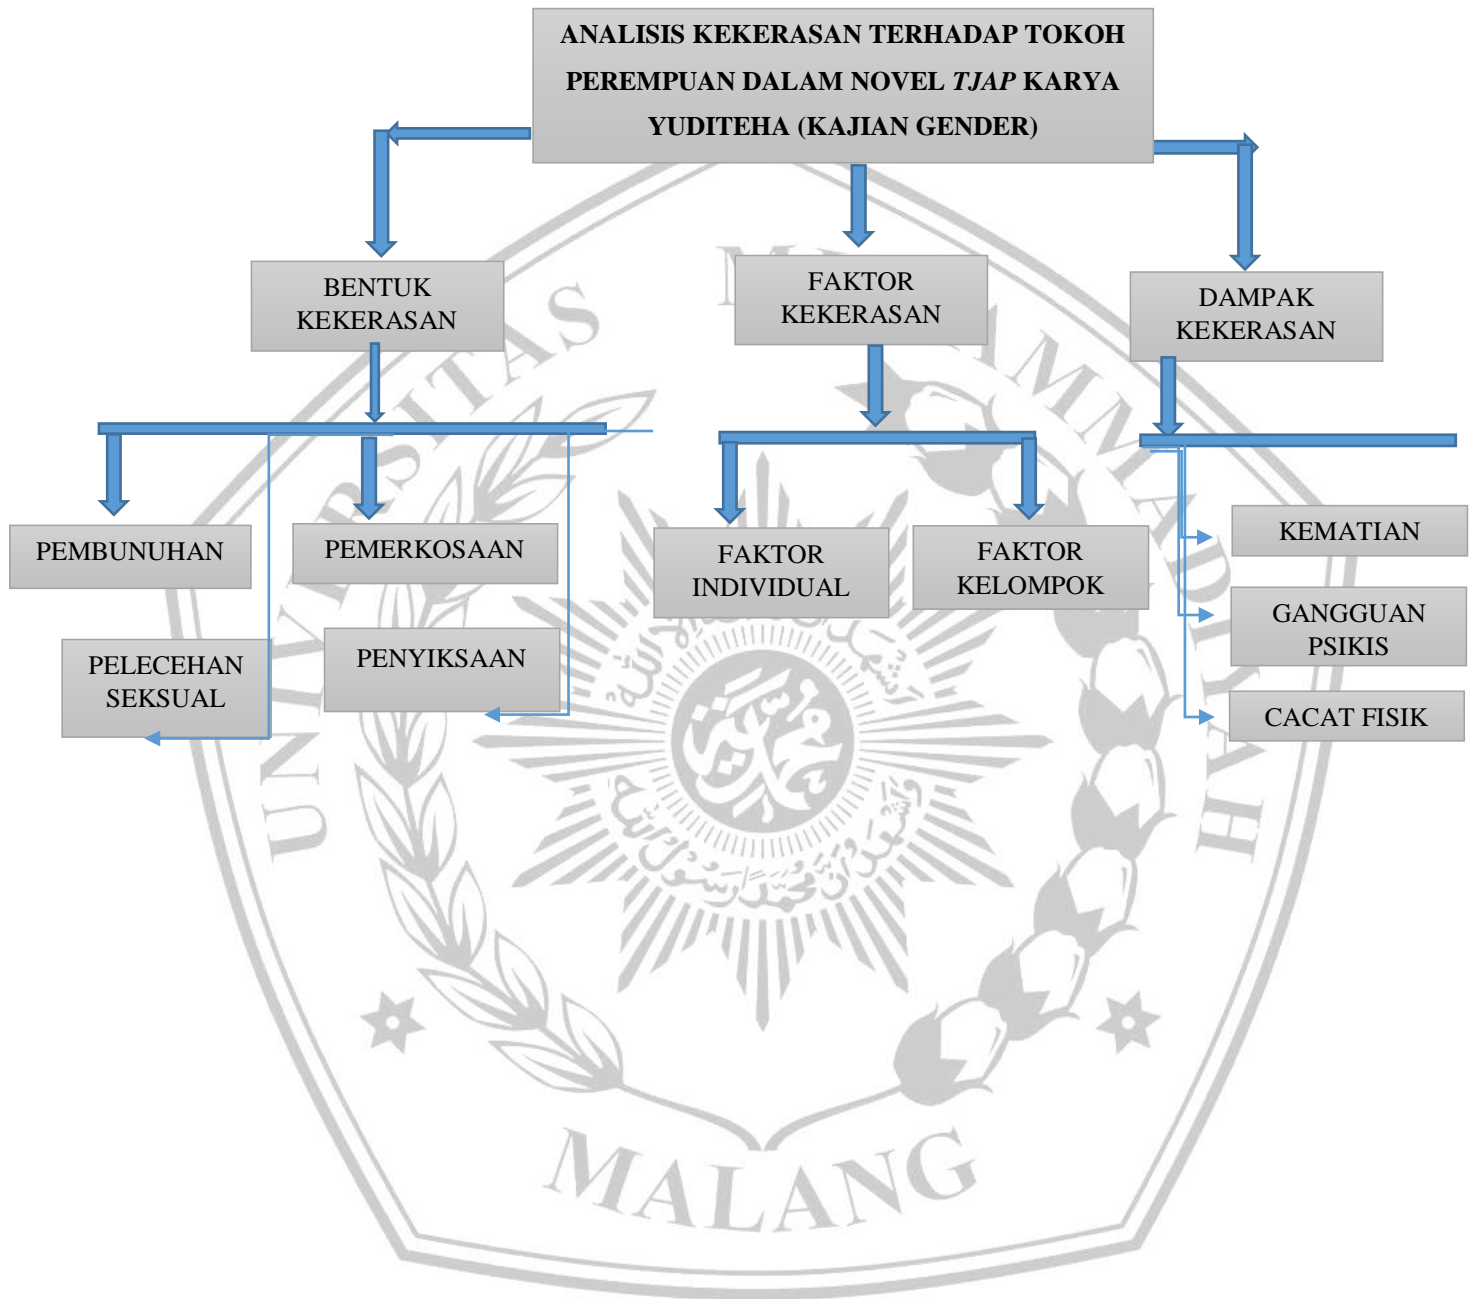 ANALISIS KEKERASAN TERHADAP TOKOH
PEREMPUAN DALAM NOVEL TJAP KARYA
YUDITEHA (KAJIAN GENDER)
BENTUK
KEKERASAN
FAKTOR
KEKERASAN
DAMPAK
KEKERASAN
PEMBUNUHAN
PEMERKOSAAN
PELECEHAN
SEKSUAL
PENYIKSAAN
FAKTOR
INDIVIDUAL
FAKTOR
KELOMPOK
KEMATIAN
GANGGUAN
PSIKIS
CACAT FISIK
UNIVERSITAS
MALANG